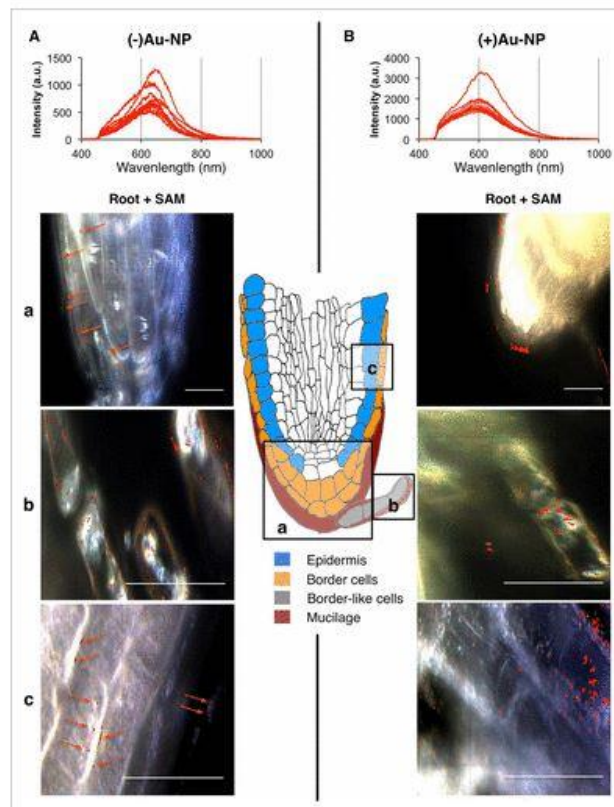 A
(-)Au-NP
Intensity (a.u.)
1500
1000
500
0
400
600
800
1000
Wavelength (nm)
B
(+)Au-NP
Intensity (a.u.)
4000
3000
2000
1000
0
400
600
800
1000
Wavelength (nm)
Root + SAM
Root + SAM
a
b
c
c
a
b
Epidermis
Border cells
Border-like cells
Mucilage